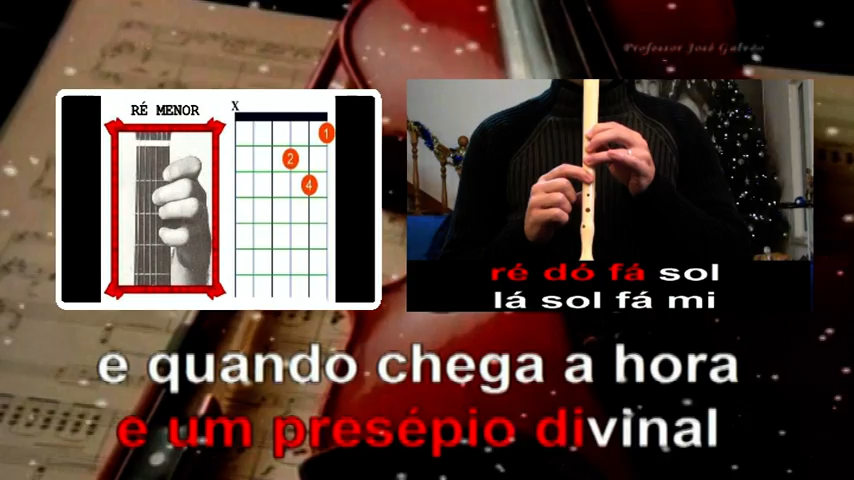 Professor José Galvão
RÉ MENOR
X
1
2
4
ré dó fá sol
lá sol fá mi
e quando chega a hora
e um presépio divinal